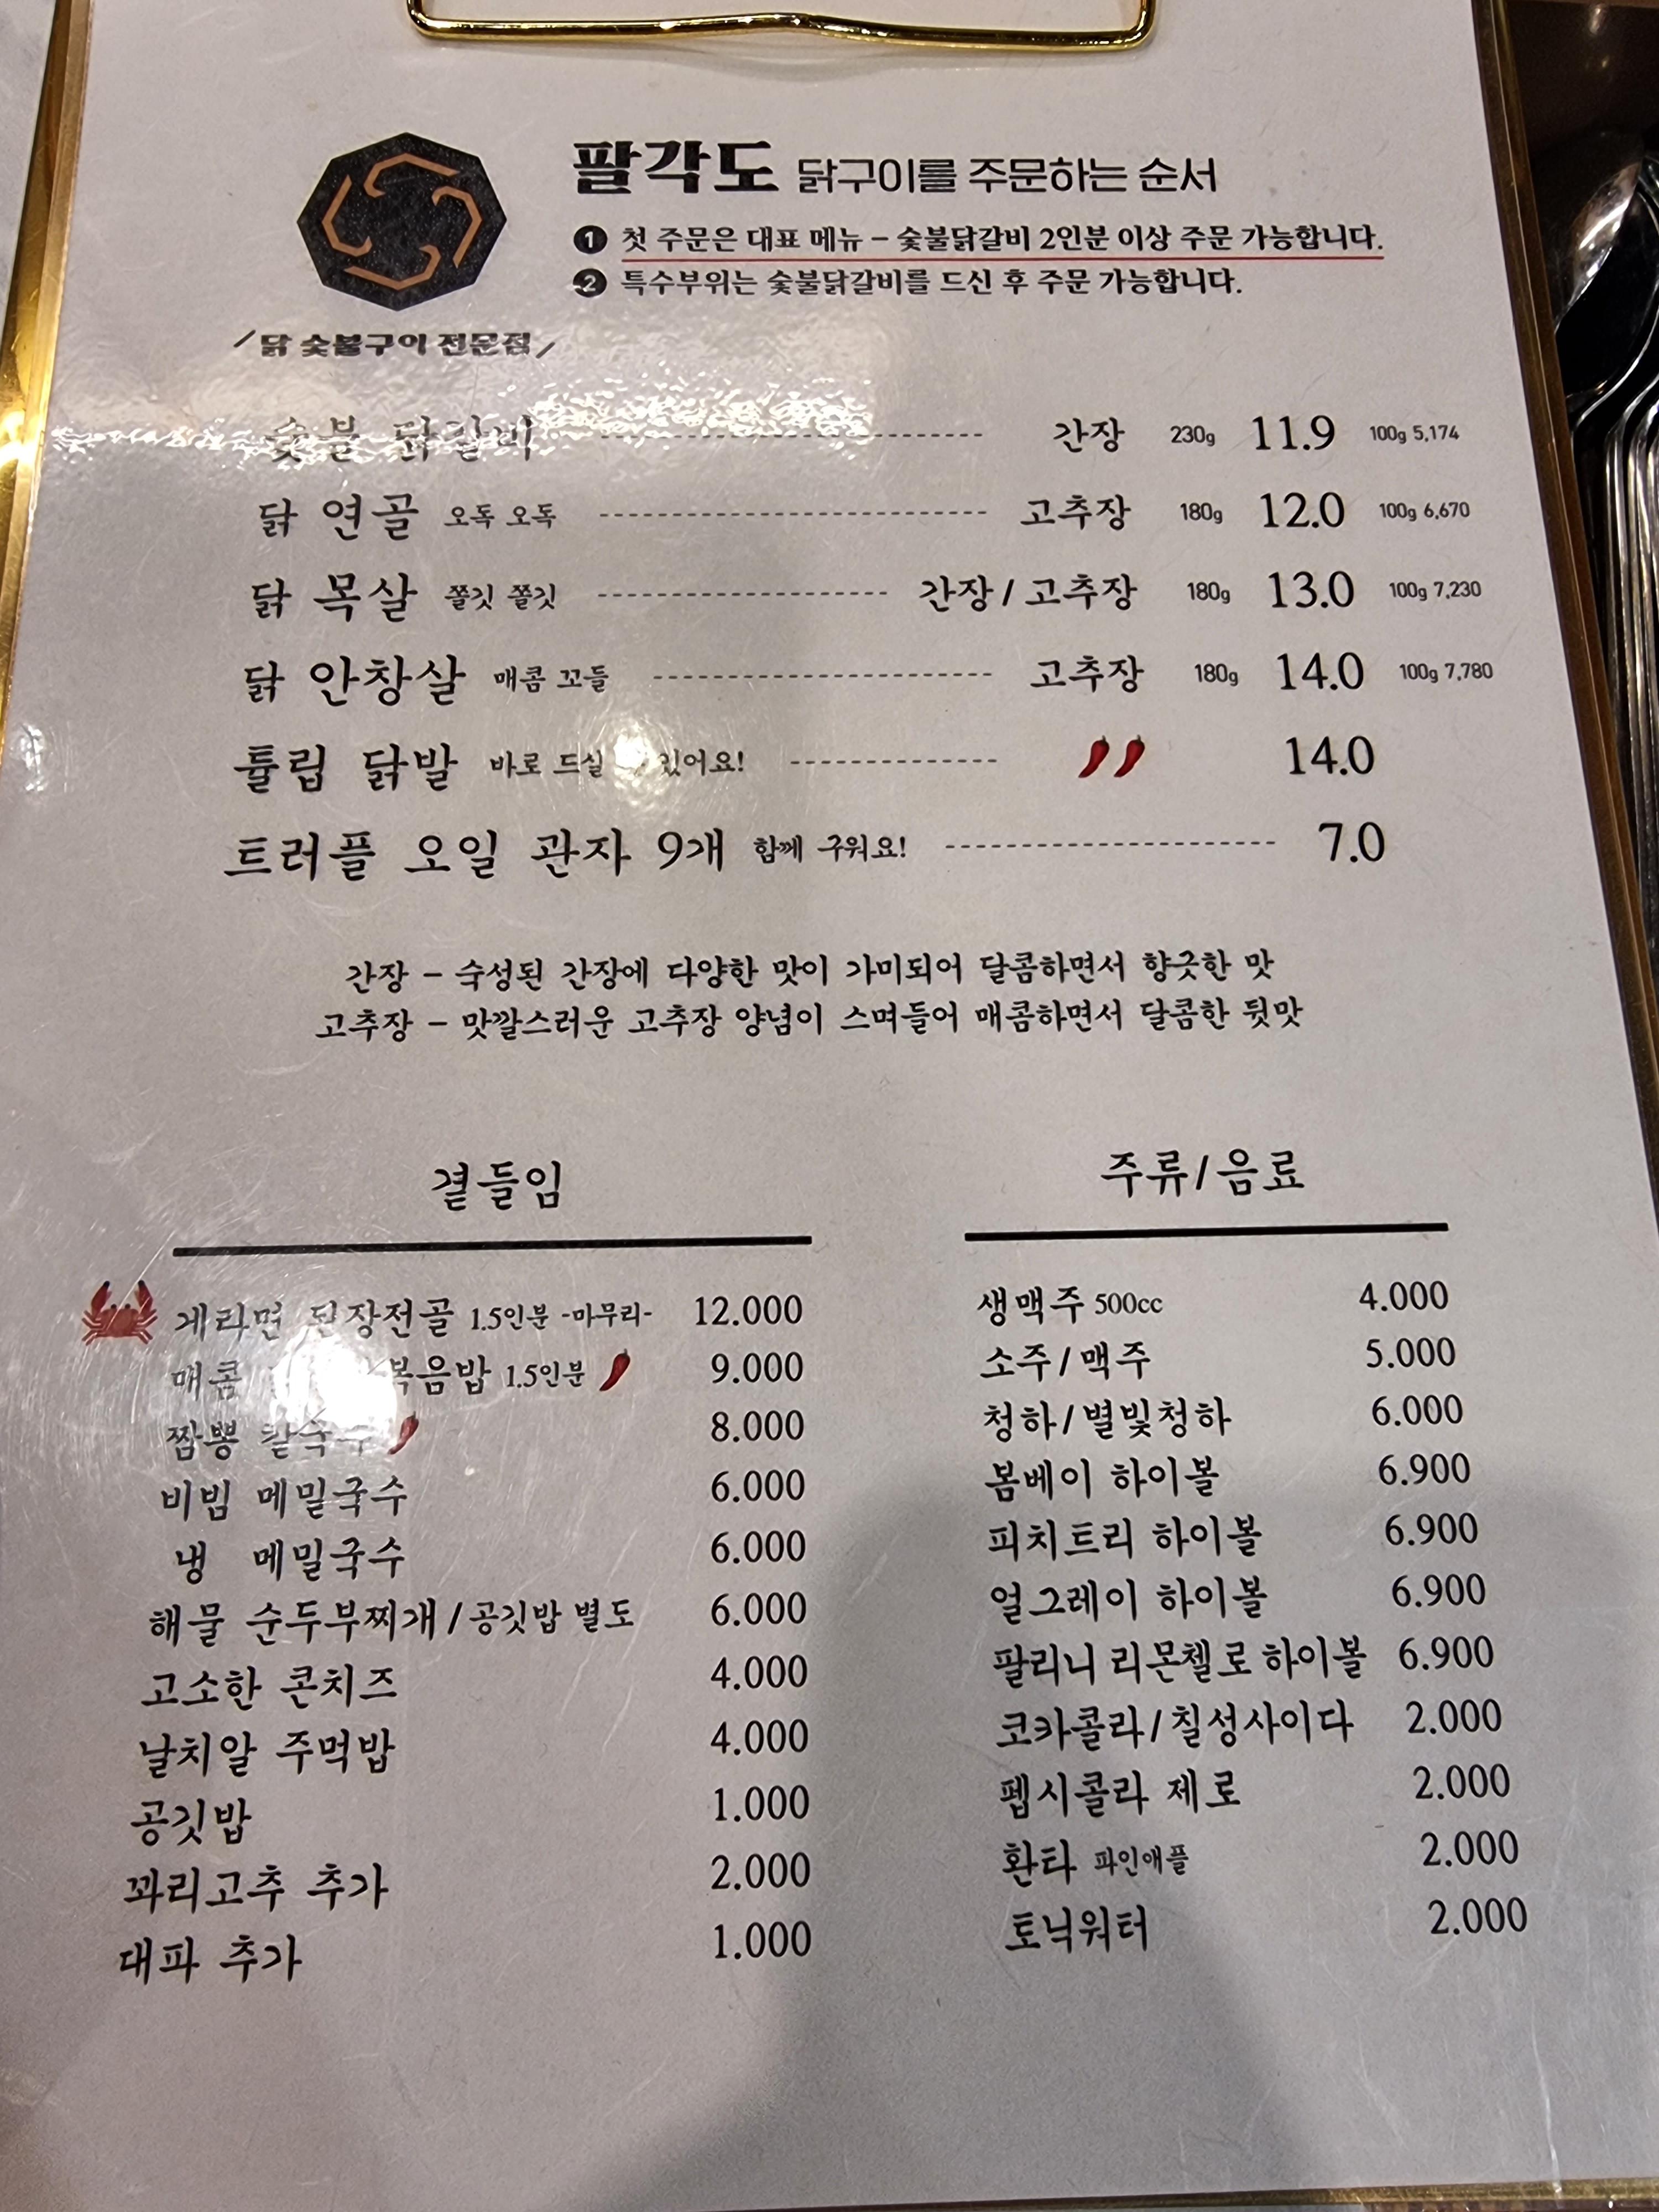 팔각도 닭구이를 주문하는 순서
1 첫 주문은 대표 메뉴 - 숯불닭갈비 2인분 이상 주문 가능합니다.
2 특수부위는 숯불닭갈비를 드신 후 주문 가능합니다.
/닭 숯불구이 전문점/
숯불 닭갈비 간장 230g 11.9 100g 5,174
닭 연골 오독 오독 고추장 180g 12.0 100g 6,670
닭 목살 쫄깃 쫄깃 간장/고추장 180g 13.0 100g 7,230
닭 안창살 매콤 꼬들 고추장 180g 14.0 100g 7,780
튤립 닭발 바로 드실 있어요! 14.0
트러플 오일 관자 9개 함께 구워요! 7.0
간장 - 숙성된 간장에 다양한 맛이 가미되어 달콤하면서 향긋한 맛
고추장 - 맛깔스러운 고추장 양념이 스며들어 매콤하면서 달콤한 뒷맛
곁들임
게라면 된장전골 1.5인분 -마무리- 12.000
매콤 볶음밥 1.5인분 9.000
짬뽕 칼국수 8.000
비빔 메밀국수 6.000
냉 메밀국수 6.000
해물 순두부찌개/공깃밥 별도 6.000
고소한 콘치즈 4.000
날치알 주먹밥 4.000
공깃밥 1.000
꽈리고추 추가 2.000
대파 추가 1.000
주류/음료
생맥주 500cc 4.000
소주/맥주 5.000
청하/별빛청하 6.000
봄베이 하이볼 6.900
피치트리 하이볼 6.900
얼그레이 하이볼 6.900
팔리니 리몬첼로 하이볼 6.900
코카콜라/칠성사이다 2.000
펩시콜라 제로 2.000
환타 파인애플 2.000
토닉워터 2.000